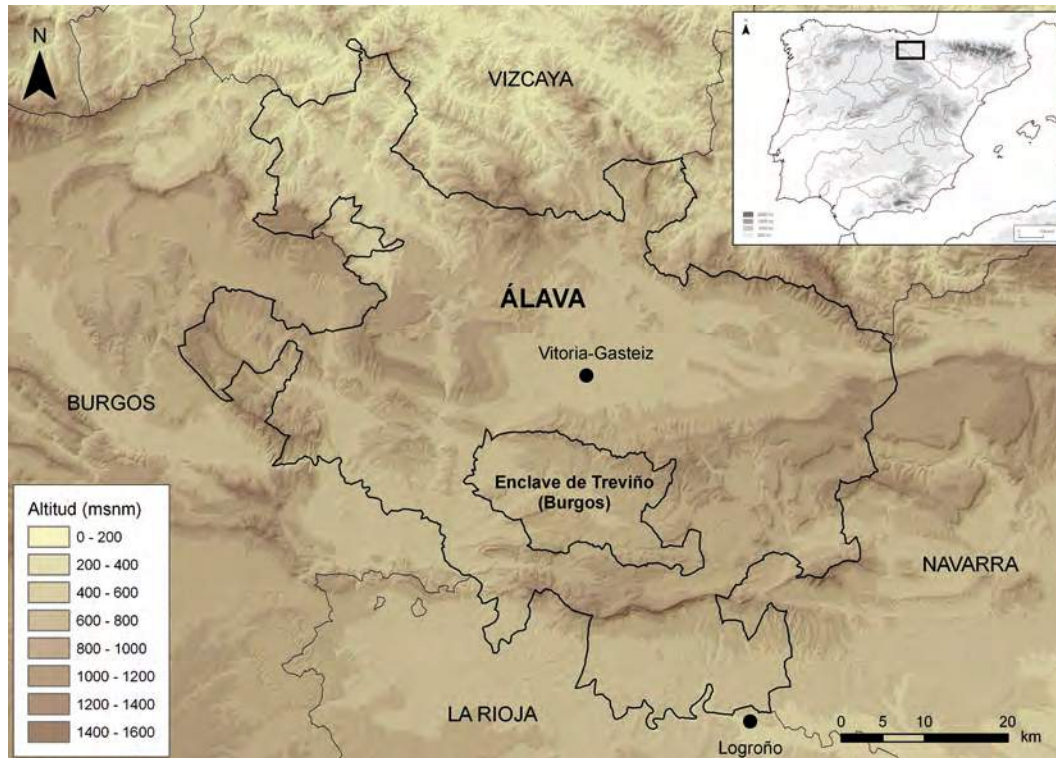 N
VIZCAYA
ÁLAVA
Vitoria-Gasteiz
BURGOS
Enclave de Treviño
(Burgos)
NAVARRA
LA RIOJA
Logroño
Altitud (msnm)
0 - 200
200 - 400
400 - 600
600 - 800
800 - 1000
1000 - 1200
1200 - 1400
1400 - 1600
0 5 10 20
km